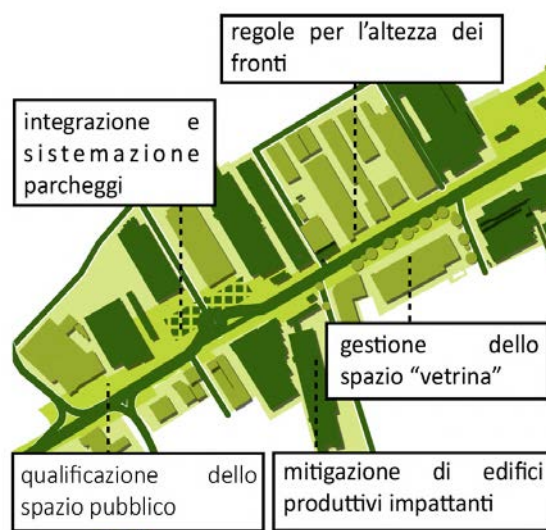 regole per l'altezza dei
fronti
integrazione e
sistemazione
parcheggi
gestione dello
spazio "vetrina"
qualificazione dello
spazio pubblico
mitigazione di edifici
produttivi impattanti